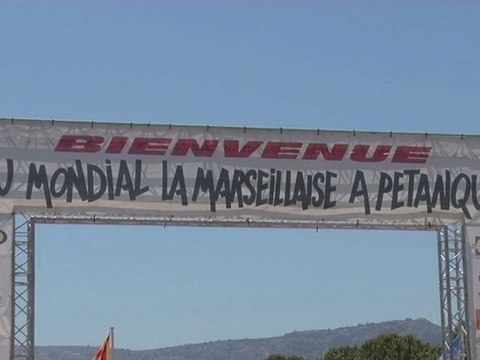 BIENVENUE
U MONDIAL LA MARSEILLAISE A PETANQU